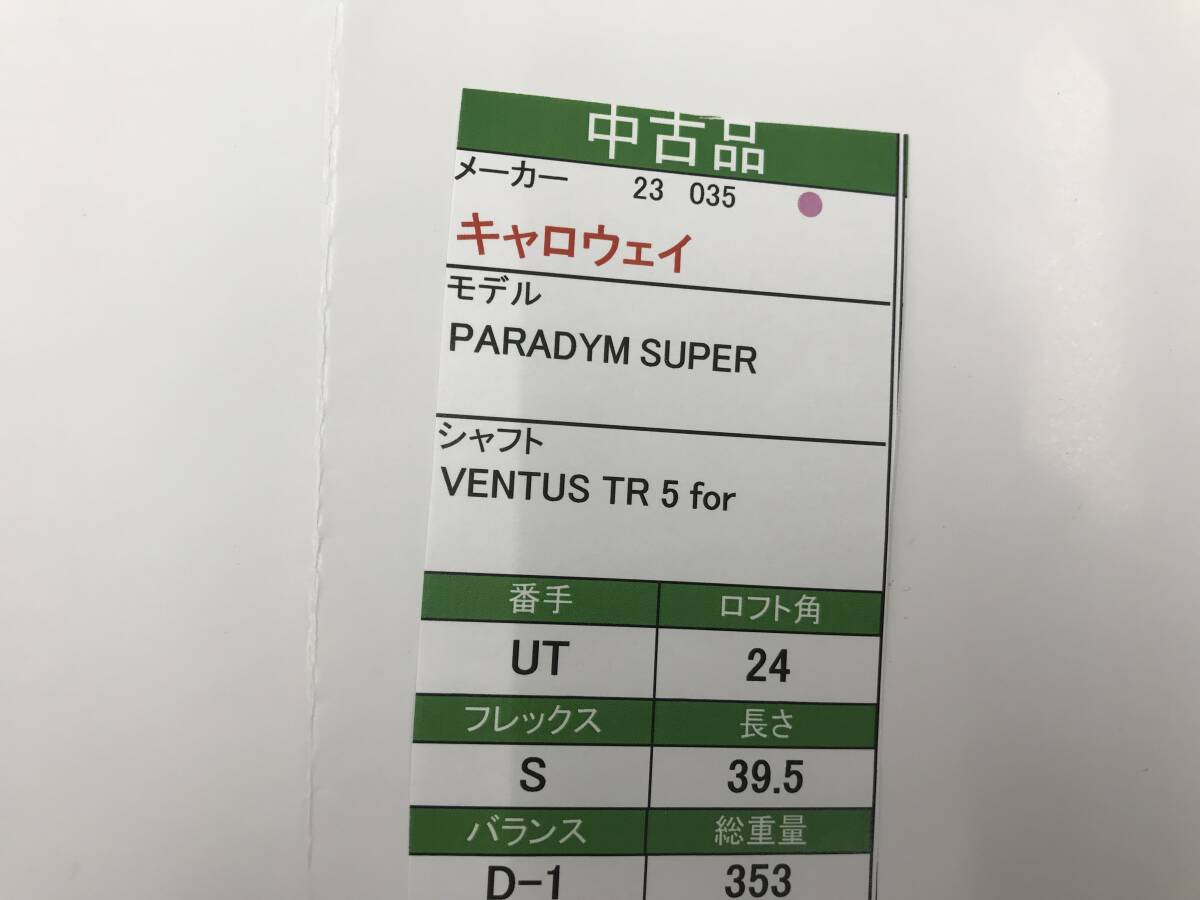 中古品
メーカー 23 035
キャロウェイ
モデル
PARADYM SUPER
シャフト
VENTUS TR 5 for
番手 ロフト角
UT 24
フレックス 長さ
S 39.5
バランス 総重量
D-1 353